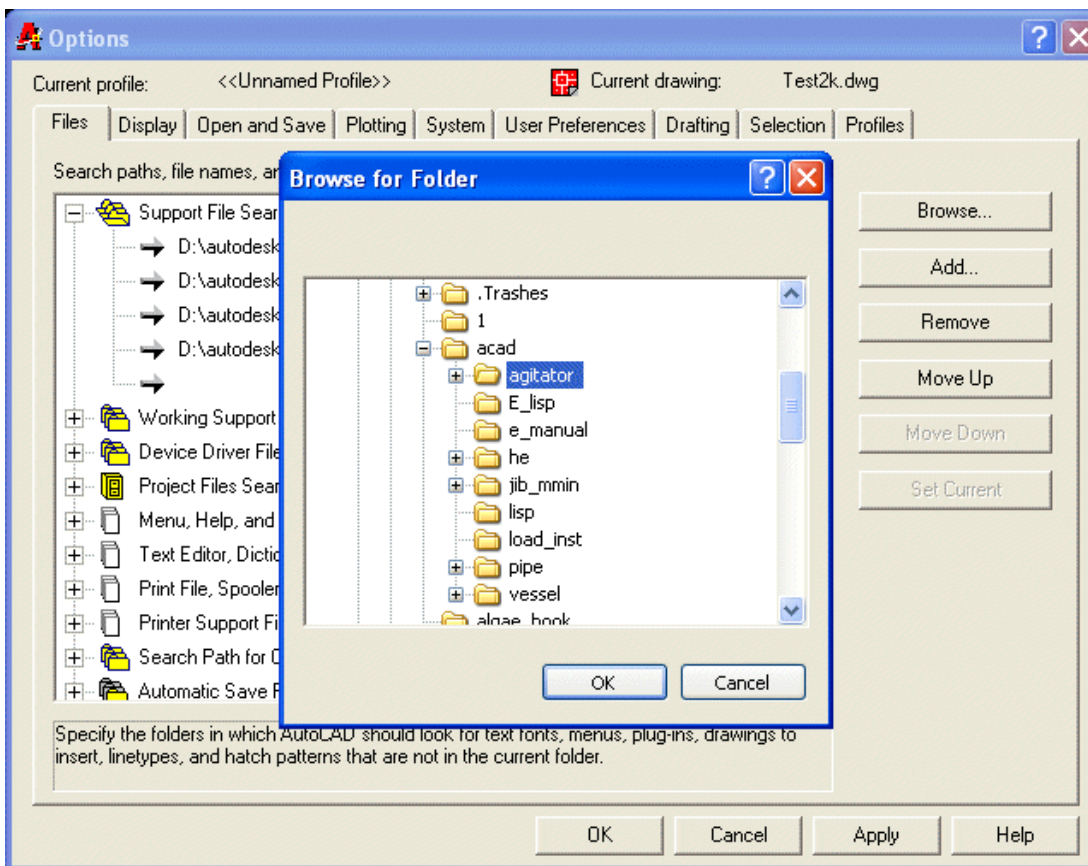 Options
Current profile: <<Unnamed Profile>> Current drawing: Test2k.dwg
Files Display Open and Save Plotting System User Preferences Drafting Selection Profiles
Search paths, file names, an
Support File Sear
D:\autodesk
D:\autodesk
D:\autodesk
D:\autodesk
Working Support
Device Driver File
Project Files Sear
Menu, Help, and
Text Editor, Dictio
Print File, Spooler
Printer Support Fi
Search Path for
Automatic Save F
Browse for Folder
.Trashes
1
acad
agitator
E_lisp
e_manual
he
jib_mmin
lisp
load_inst
pipe
vessel
algae_hook
OK Cancel
Browse...
Add...
Remove
Move Up
Move Down
Set Current
Specify the folders in which AutoCAD should look for text fonts, menus, plug-ins, drawings to
insert, linetypes, and hatch patterns that are not in the current folder.
OK Cancel Apply Help